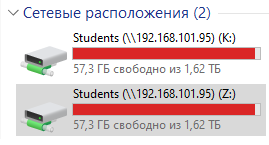 Сетевые расположения (2)
Students (\\192.168.101.95) (K:)
57,3 ГБ свободно из 1,62 ТБ
Students (\\192.168.101.95) (Z:)
57,3 ГБ свободно из 1,62 ТБ